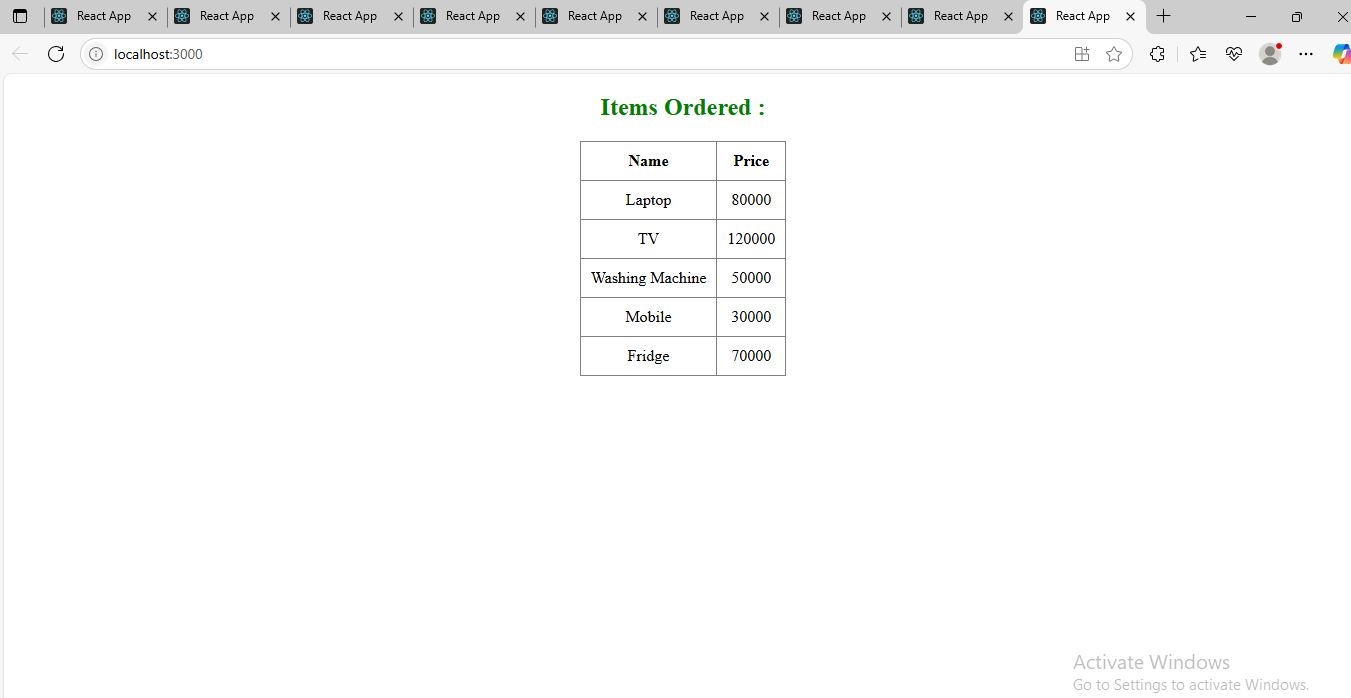 React App React App React App React App React App React App React App React App React App
localhost:3000
Items Ordered :
Name Price
Laptop 80000
TV 120000
Washing Machine 50000
Mobile 30000
Fridge 70000
Activate Windows
Go to Settings to activate Windows.